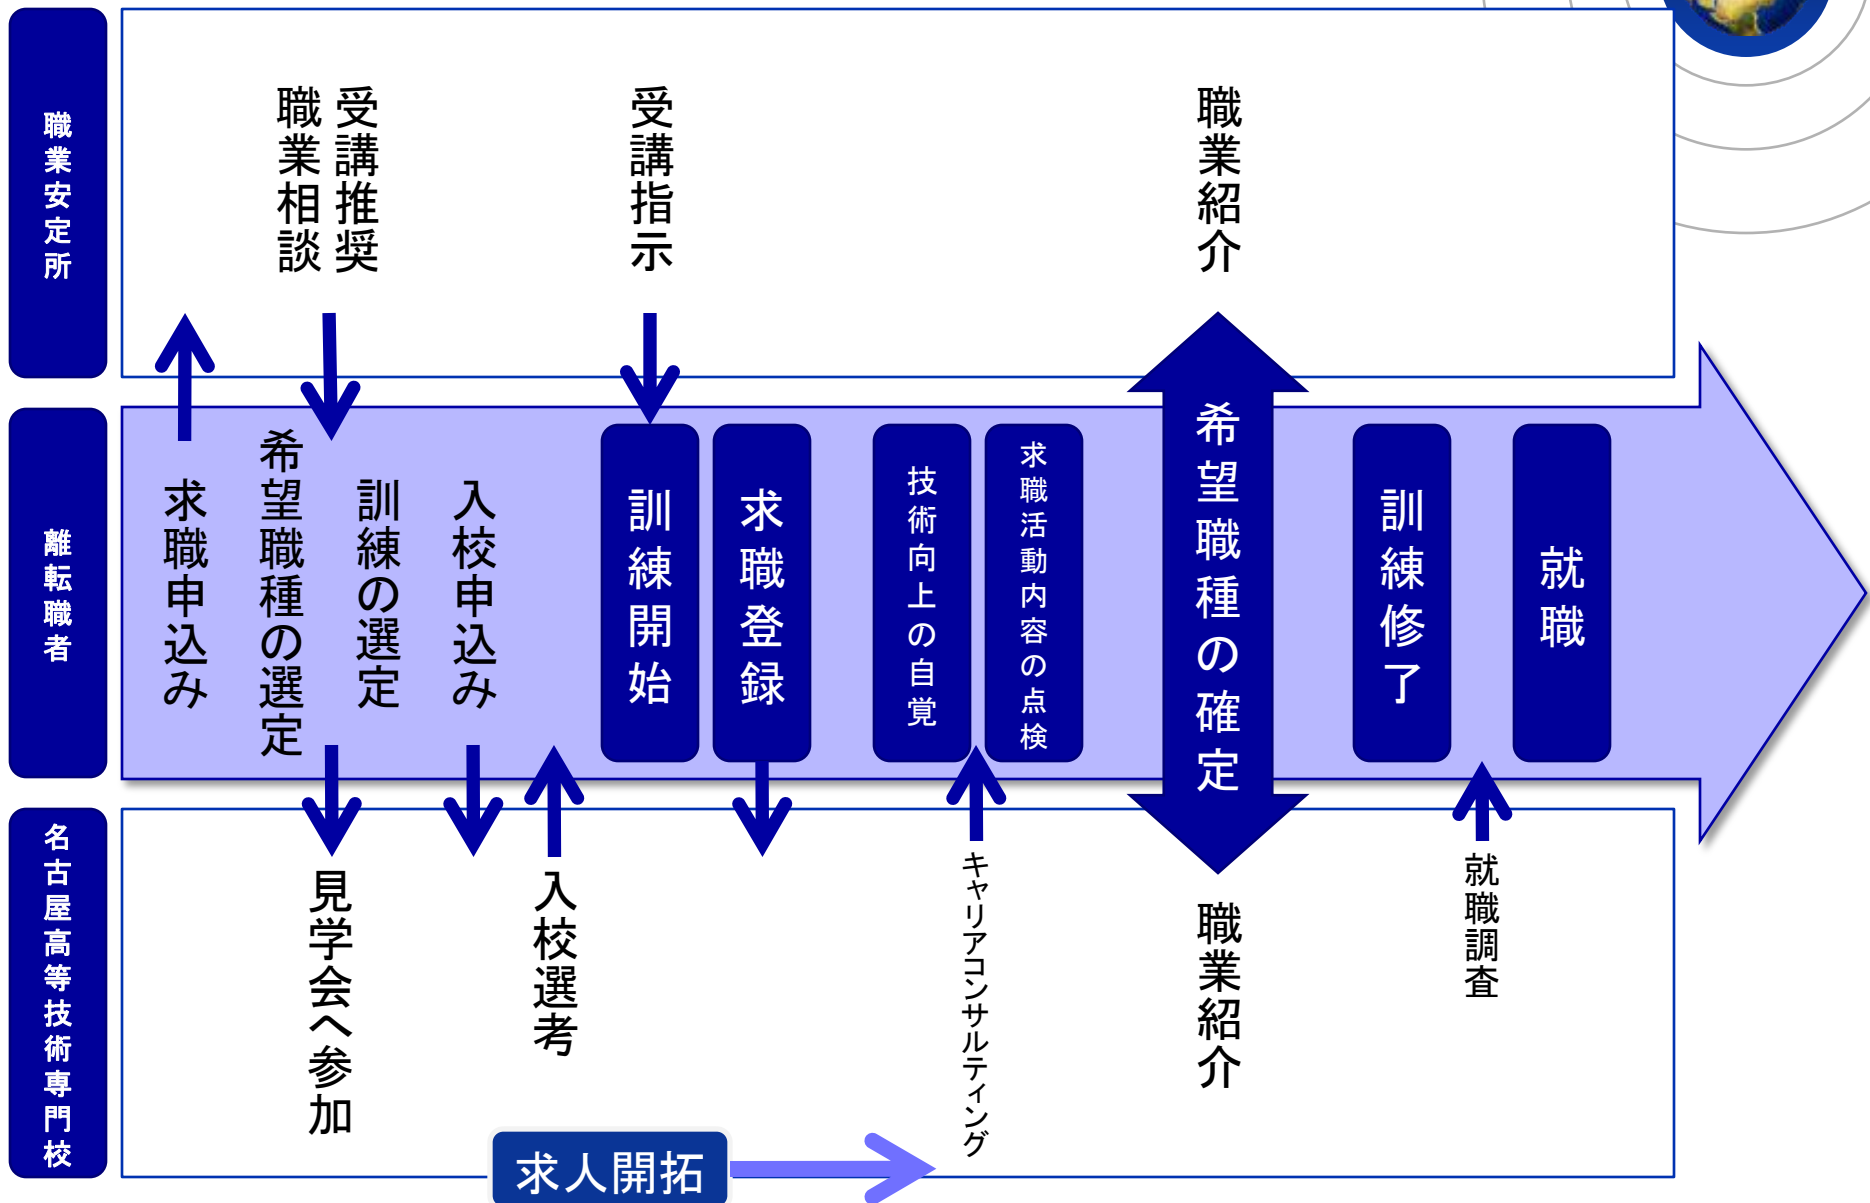 職業安定所
職業相談
受講推奨
受講指示
職業紹介
離転職者
求職申込み
希望職種の選定
訓練の選定
入校申込み
訓練開始
求職登録
技術向上の自覚
求職活動内容の点検
希望職種の確定
訓練修了
就職
名古屋高等技術専門校
見学会へ参加
入校選考
キャリアコンサルティング
職業紹介
就職調査
求人開拓